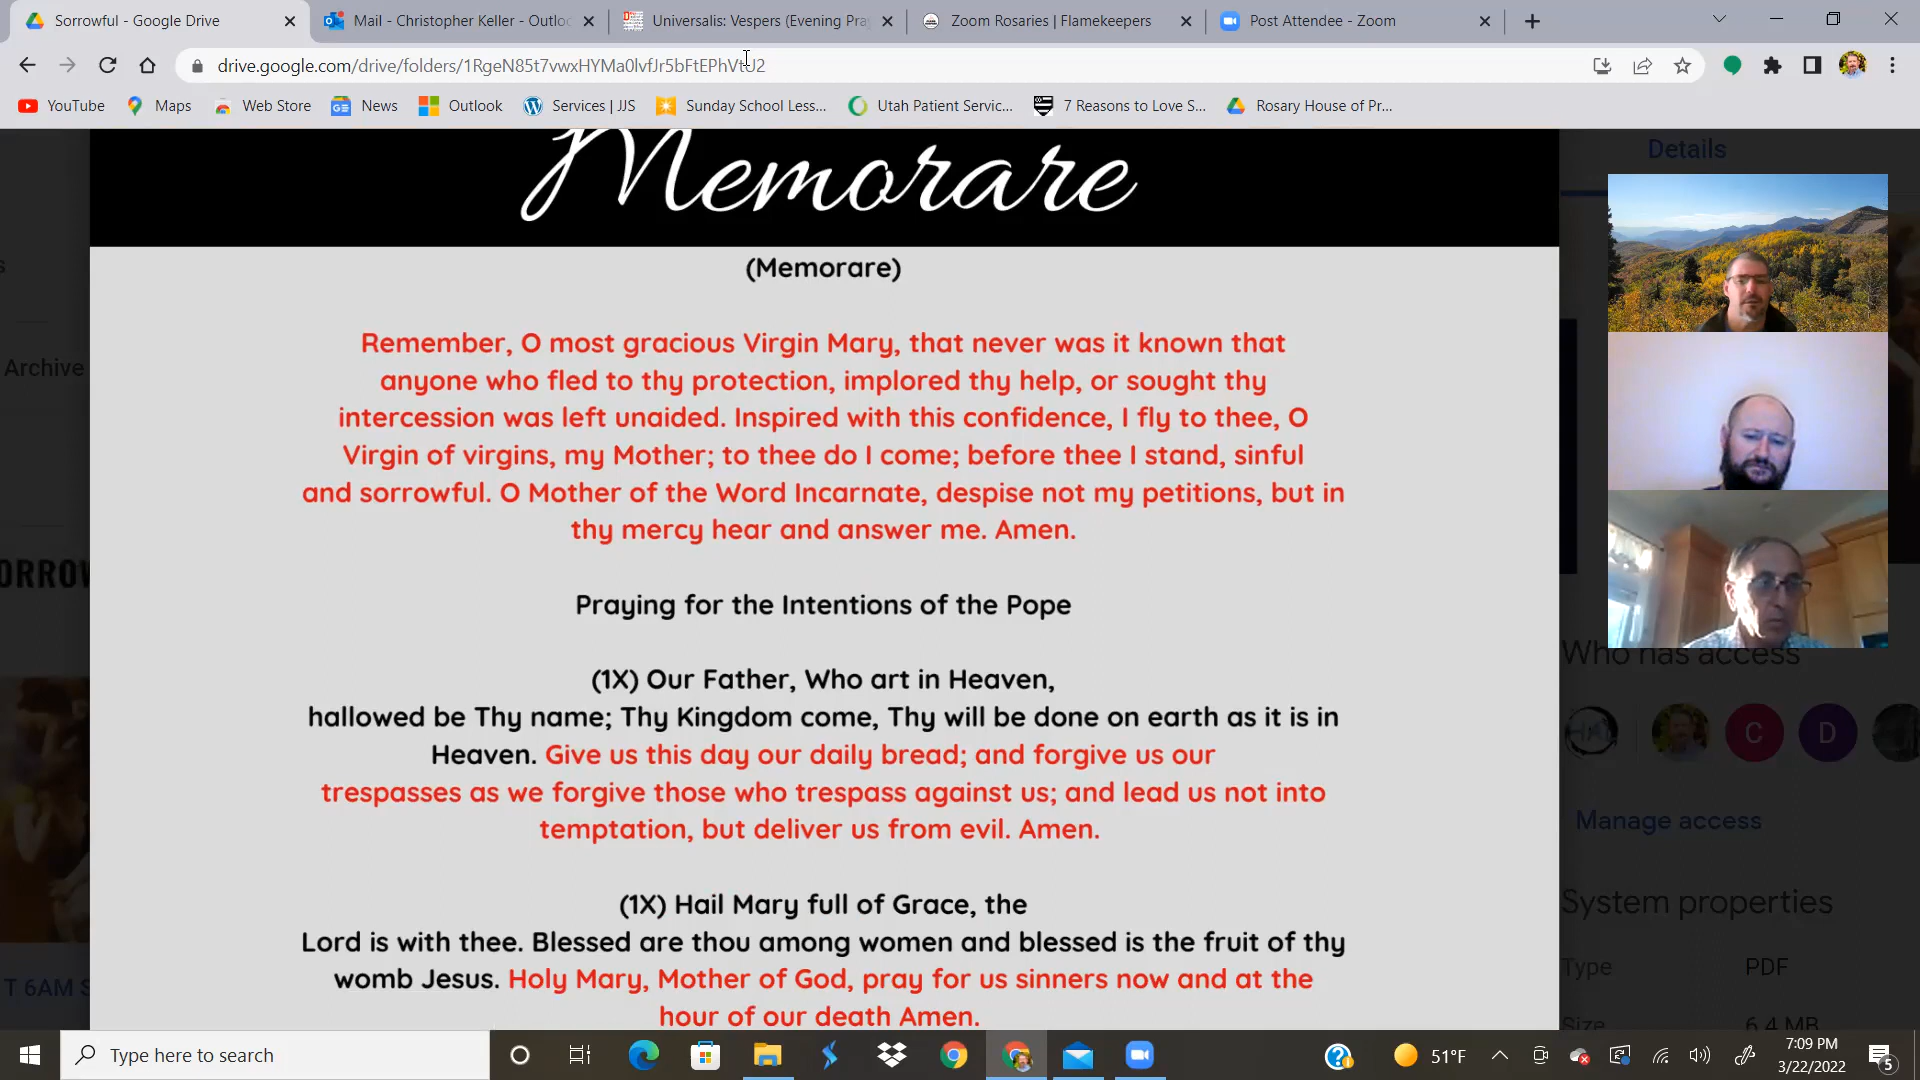 Sorrowful - Google Drive
Mail - Christopher Keller - Outloo
Universalis: Vespers (Evening Pra
Zoom Rosaries | Flamekeepers
Post Attendee - Zoom
drive.google.com/drive/folders/1RgeN85t7vwxHYMa0lvfJr5bFtEPhVtU2
YouTube
Maps
Web Store
News
Outlook
Services | JJS
Sunday School Less...
Utah Patient Servic...
7 Reasons to Love S...
Rosary House of Pr...
Memorare
Details
(Memorare)
Remember, O most gracious Virgin Mary, that never was it known that
anyone who fled to thy protection, implored thy help, or sought thy
intercession was left unaided. Inspired with this confidence, I fly to thee, O
Virgin of virgins, my Mother; to thee do I come; before thee I stand, sinful
and sorrowful. O Mother of the Word Incarnate, despise not my petitions, but in
thy mercy hear and answer me. Amen.
Praying for the Intentions of the Pope
(1X) Our Father, Who art in Heaven,
hallowed be Thy name; Thy Kingdom come, Thy will be done on earth as it is in
Heaven. Give us this day our daily bread; and forgive us our
trespasses as we forgive those who trespass against us; and lead us not into
temptation, but deliver us from evil. Amen.
(1X) Hail Mary full of Grace, the
Lord is with thee. Blessed are thou among women and blessed is the fruit of thy
womb Jesus. Holy Mary, Mother of God, pray for us sinners now and at the
hour of our death Amen.
Archive
ORROW
T 6AM S
Who has access
C
D
Manage access
System properties
Type
PDF
Size
6.4 MB
Type here to search
51°F
7:09 PM
3/22/2022
5